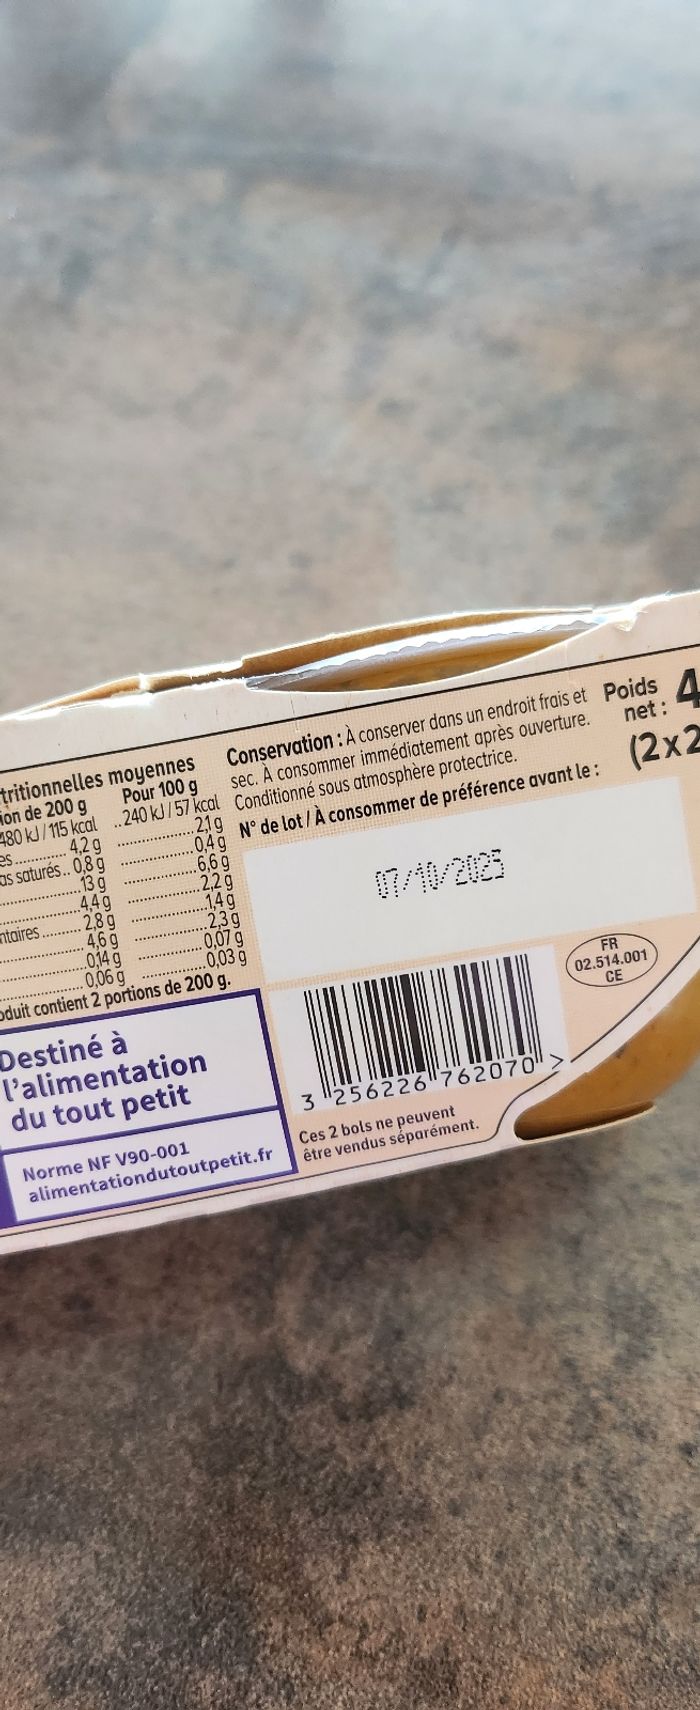 tritionnelles moyennes
ion de 200 g Pour 100 g
480 kJ / 115 kcal ..240 kJ / 57 kcal
es........... 4,2 g ..................2,1 g
as saturés.. 0,8 g ..................0,4 g
13 g ..................6,6 g
4,4 g ..................2,2 g
ntaires ........ 2,8 g ..................1,4 g
4,6 g ..................2,3 g
0,14 g ..................0,07 g
0,06 g ..................0,03 g
oduit contient 2 portions de 200 g.
Destiné à
l'alimentation
du tout petit
Norme NF V90-001
alimentationdutoutpetit.fr
Conservation : À conserver dans un endroit frais et
sec. À consommer immédiatement après ouverture.
Conditionné sous atmosphère protectrice.
N° de lot / À consommer de préférence avant le :
07/10/2025
3 256226 762070 >
Ces 2 bols ne peuvent
être vendus séparément.
Poids
net : 4
(2x2
FR
02.514.001
CE